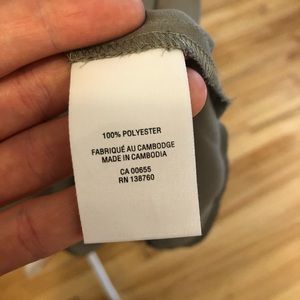 100% POLYESTER
FABRIQUÉ AU CAMBODGE
MADE IN CAMBODIA
CA 00655
RN 138760